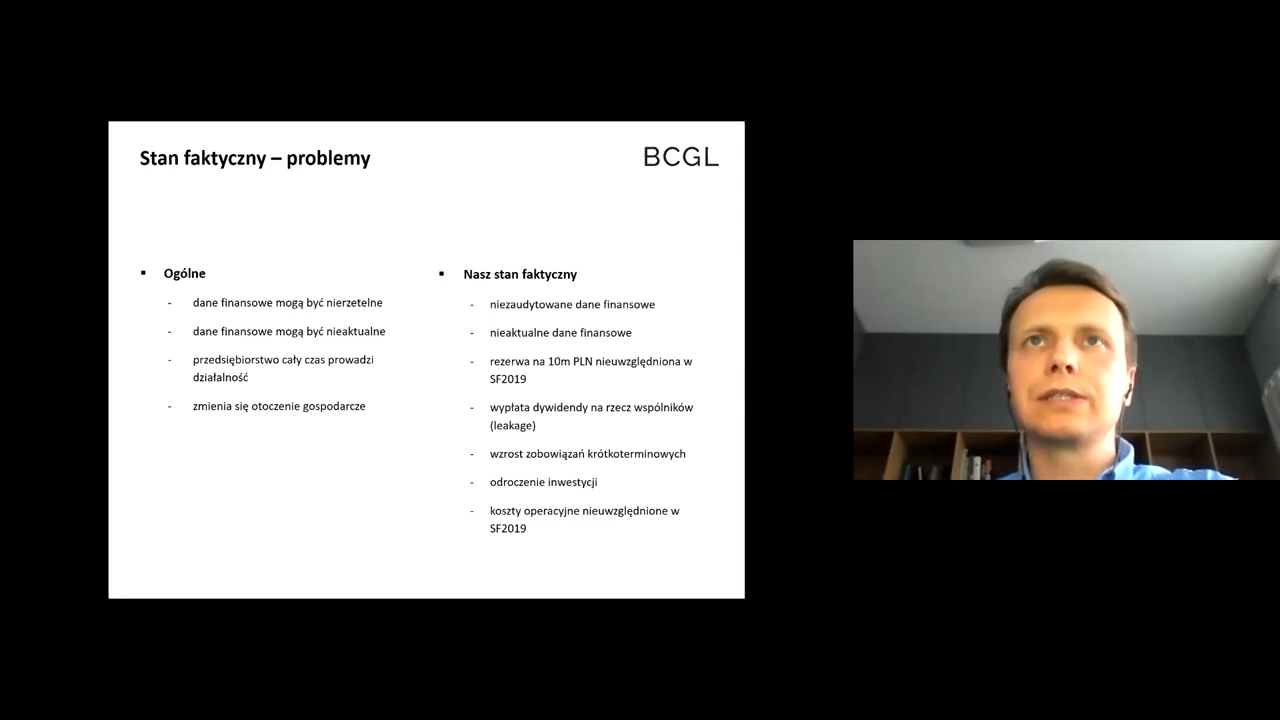 Stan faktyczny – problemy
BCGL
Ogólne
- dane finansowe mogą być nierzetelne
- dane finansowe mogą być nieaktualne
- przedsiębiorstwo cały czas prowadzi
działalność
- zmienia się otoczenie gospodarcze
Nasz stan faktyczny
- niezaudytowane dane finansowe
- nieaktualne dane finansowe
- rezerwa na 10m PLN nieuwzględniona w
SF2019
- wypłata dywidendy na rzecz wspólników
(leakage)
- wzrost zobowiązań krótkoterminowych
- odroczenie inwestycji
- koszty operacyjne nieuwzględnione w
SF2019